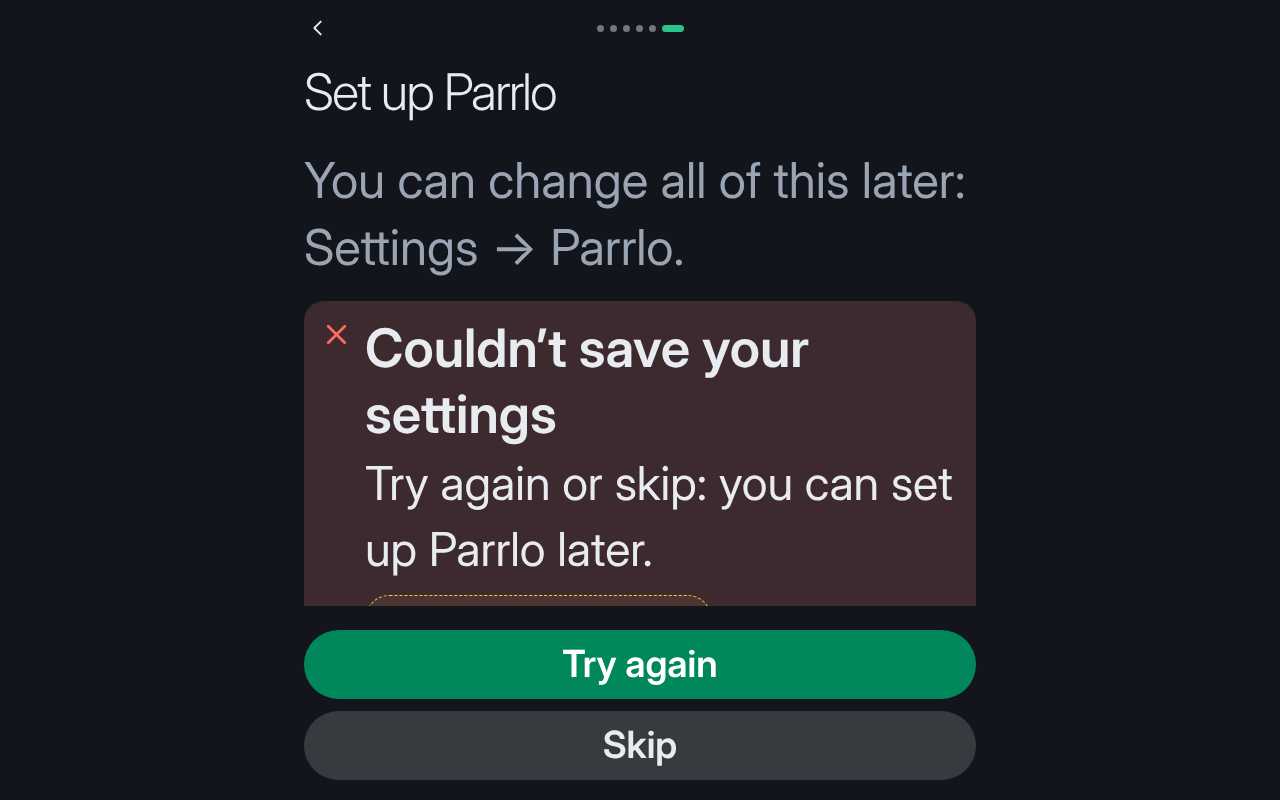 Set up Parrlo
You can change all of this later:
Settings → Parrlo.
Couldn’t save your
settings
Try again or skip: you can set
up Parrlo later.
Try again
Skip